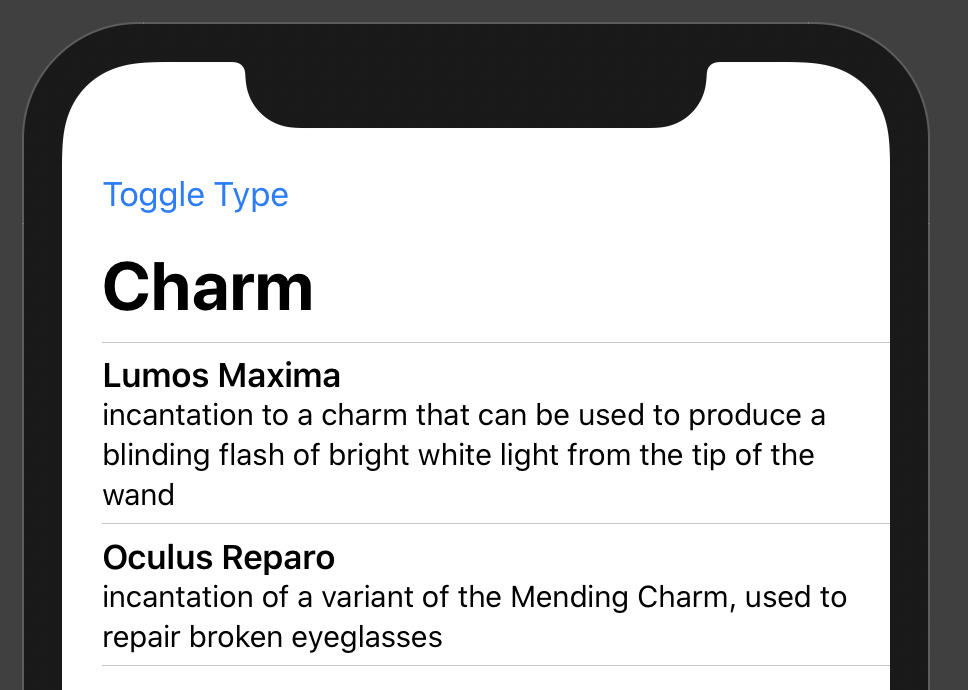 Toggle Type
Charm
Lumos Maxima
incantation to a charm that can be used to produce a
blinding flash of bright white light from the tip of the
wand
Oculus Reparo
incantation of a variant of the Mending Charm, used to
repair broken eyeglasses